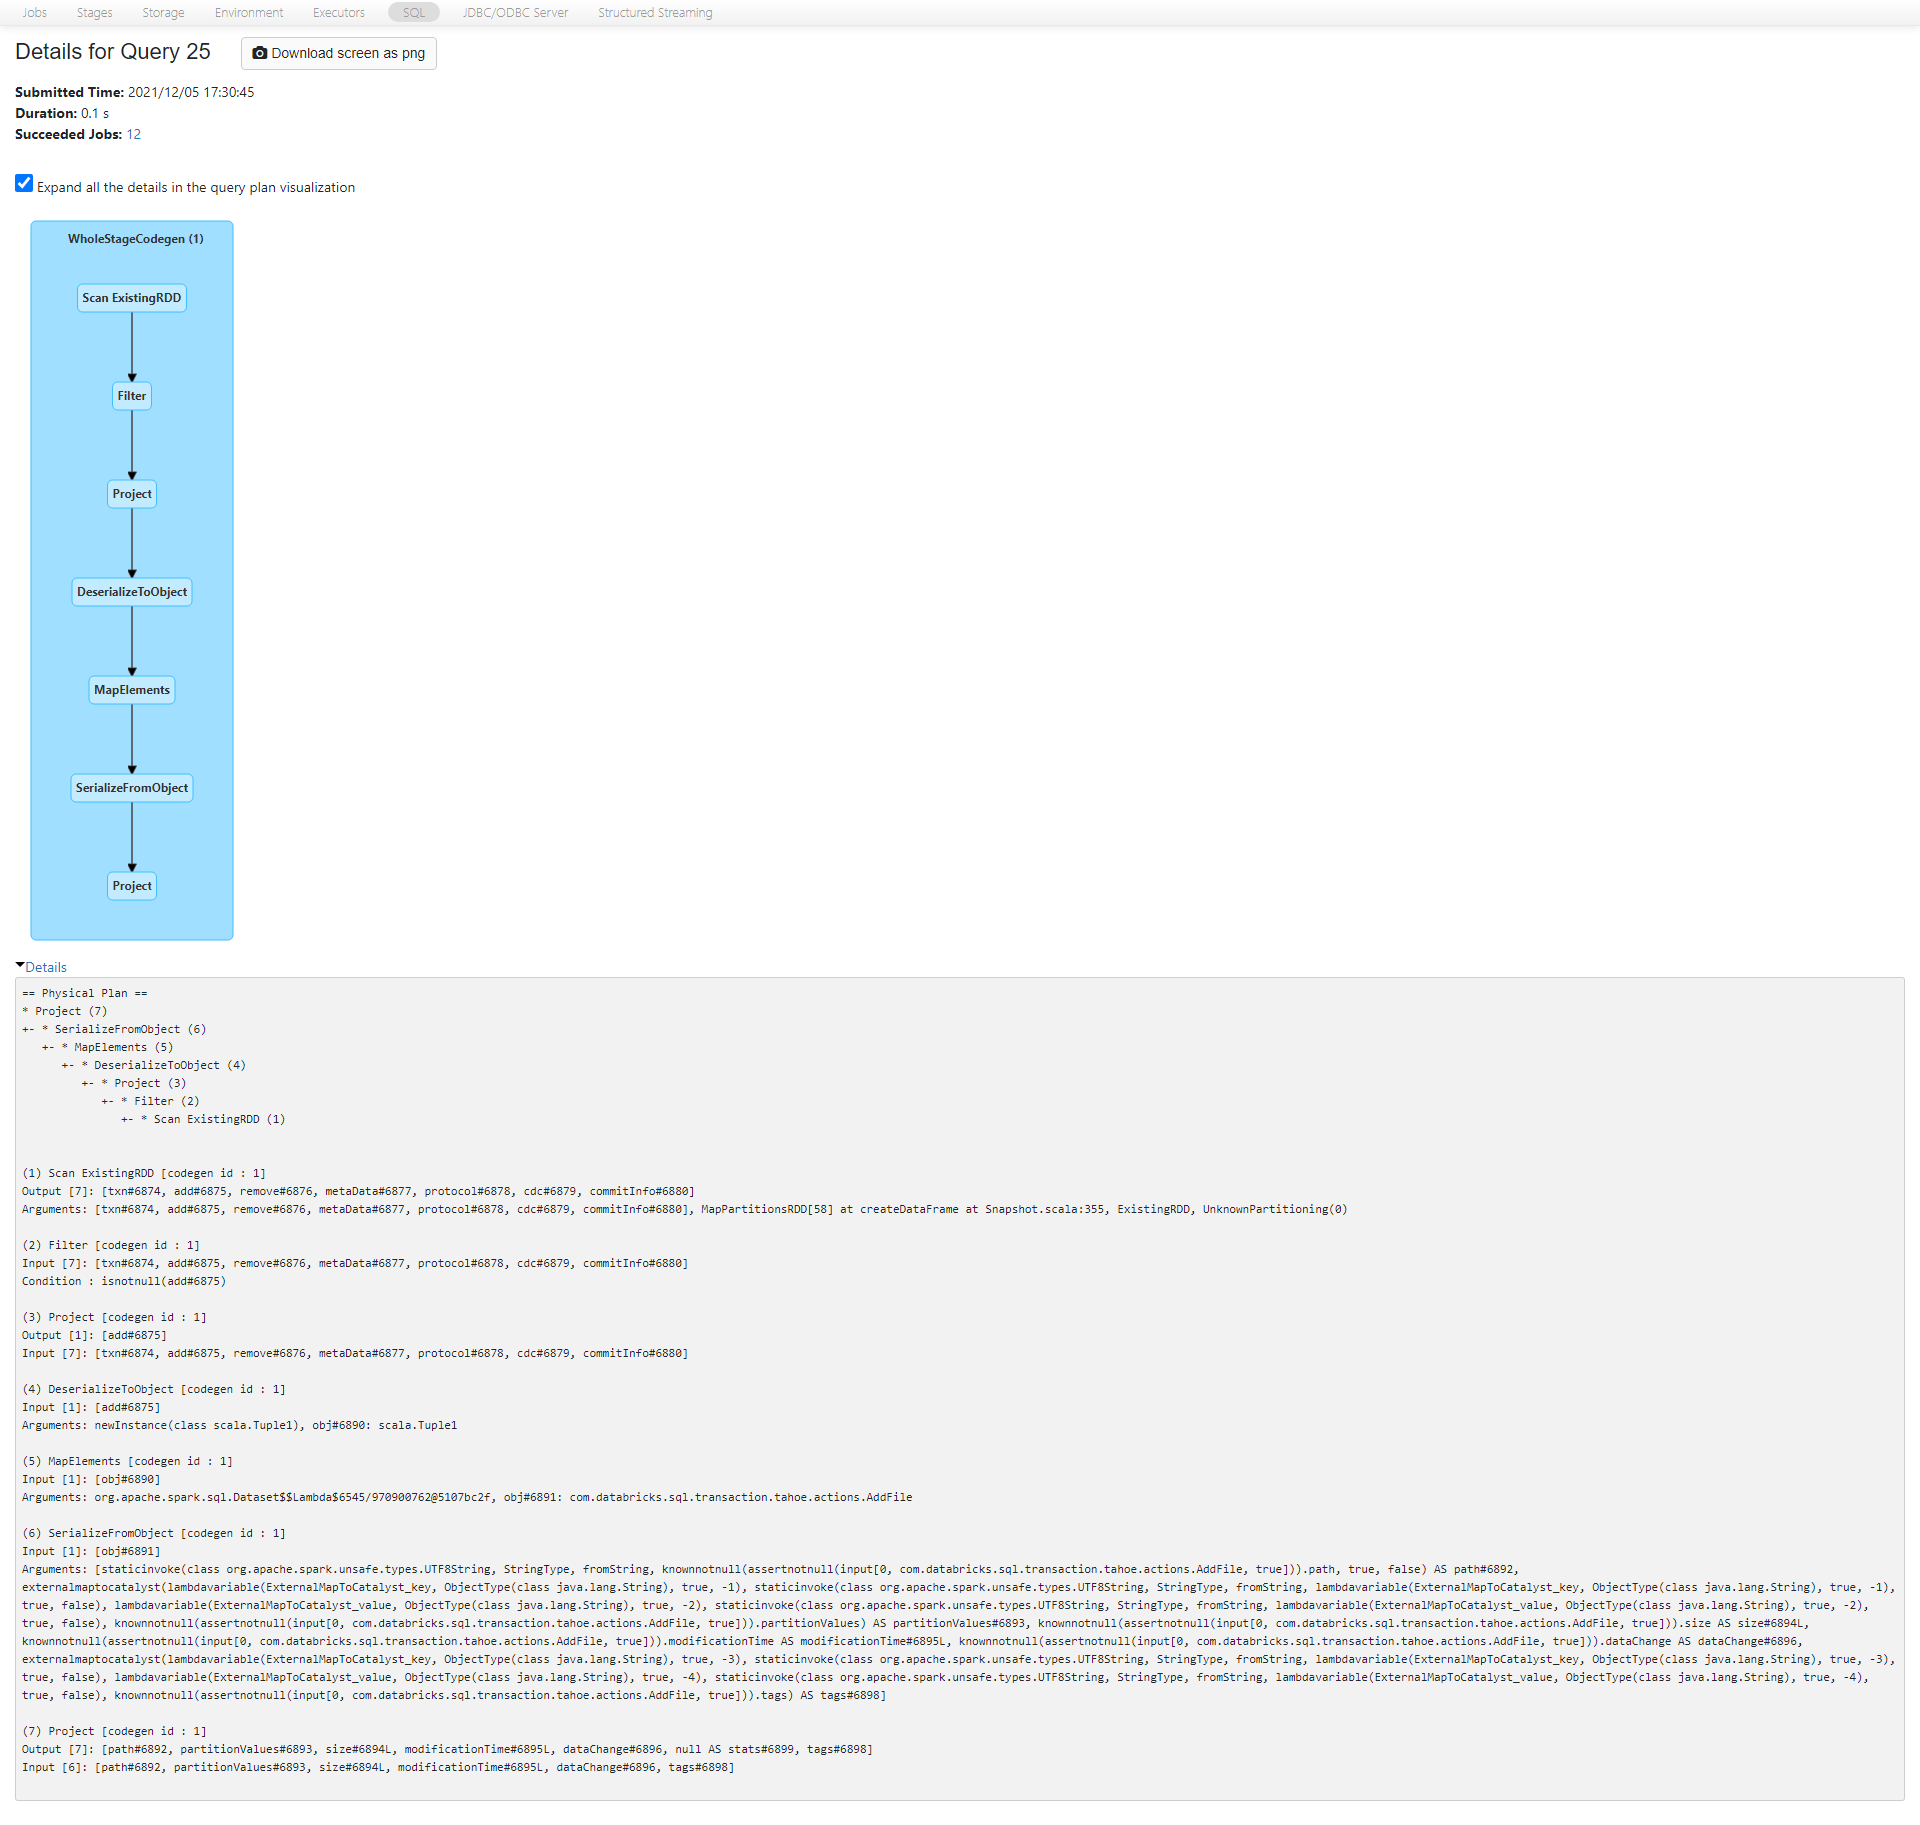 Jobs Stages Storage Environment Executors SQL JDBC/ODBC Server Structured Streaming
Details for Query 25 Download screen as png
Submitted Time: 2021/12/05 17:30:45
Duration: 0.1 s
Succeeded Jobs: 12
Expand all the details in the query plan visualization
WholeStageCodegen (1)
Scan ExistingRDD
Filter
Project
DeserializeToObject
MapElements
SerializeFromObject
Project
Details
== Physical Plan ==
* Project (7)
+- * SerializeFromObject (6)
   +- * MapElements (5)
      +- * DeserializeToObject (4)
         +- * Project (3)
            +- * Filter (2)
               +- * Scan ExistingRDD (1)
(1) Scan ExistingRDD [codegen id : 1]
Output [7]: [txn#6874, add#6875, remove#6876, metaData#6877, protocol#6878, cdc#6879, commitInfo#6880]
Arguments: [txn#6874, add#6875, remove#6876, metaData#6877, protocol#6878, cdc#6879, commitInfo#6880], MapPartitionsRDD[58] at createDataFrame at Snapshot.scala:355, ExistingRDD, UnknownPartitioning(0)
(2) Filter [codegen id : 1]
Input [7]: [txn#6874, add#6875, remove#6876, metaData#6877, protocol#6878, cdc#6879, commitInfo#6880]
Condition : isnotnull(add#6875)
(3) Project [codegen id : 1]
Output [1]: [add#6875]
Input [7]: [txn#6874, add#6875, remove#6876, metaData#6877, protocol#6878, cdc#6879, commitInfo#6880]
(4) DeserializeToObject [codegen id : 1]
Input [1]: [add#6875]
Arguments: newInstance(class scala.Tuple1), obj#6890: scala.Tuple1
(5) MapElements [codegen id : 1]
Input [1]: [obj#6890]
Arguments: org.apache.spark.sql.Dataset$$Lambda$6545/970900762@5107bc2f, obj#6891: com.databricks.sql.transaction.tahoe.actions.AddFile
(6) SerializeFromObject [codegen id : 1]
Input [1]: [obj#6891]
Arguments: [staticinvoke(class org.apache.spark.unsafe.types.UTF8String, StringType, fromString, knownnotnull(assertnotnull(input[0, com.databricks.sql.transaction.tahoe.actions.AddFile, true])).path, true, false) AS path#6892,
externalmaptocatalyst(lambdavariable(ExternalMapToCatalyst_key, ObjectType(class java.lang.String), true, -1), staticinvoke(class org.apache.spark.unsafe.types.UTF8String, StringType, fromString, lambdavariable(ExternalMapToCatalyst_key, ObjectType(class java.lang.String), true, -1),
true, false), lambdavariable(ExternalMapToCatalyst_value, ObjectType(class java.lang.String), true, -2), staticinvoke(class org.apache.spark.unsafe.types.UTF8String, StringType, fromString, lambdavariable(ExternalMapToCatalyst_value, ObjectType(class java.lang.String), true, -2),
true, false), knownnotnull(assertnotnull(input[0, com.databricks.sql.transaction.tahoe.actions.AddFile, true])).partitionValues) AS partitionValues#6893, knownnotnull(assertnotnull(input[0, com.databricks.sql.transaction.tahoe.actions.AddFile, true])).size AS size#6894L,
knownnotnull(assertnotnull(input[0, com.databricks.sql.transaction.tahoe.actions.AddFile, true])).modificationTime AS modificationTime#6895L, knownnotnull(assertnotnull(input[0, com.databricks.sql.transaction.tahoe.actions.AddFile, true])).dataChange AS dataChange#6896,
externalmaptocatalyst(lambdavariable(ExternalMapToCatalyst_key, ObjectType(class java.lang.String), true, -3), staticinvoke(class org.apache.spark.unsafe.types.UTF8String, StringType, fromString, lambdavariable(ExternalMapToCatalyst_key, ObjectType(class java.lang.String), true, -3),
true, false), lambdavariable(ExternalMapToCatalyst_value, ObjectType(class java.lang.String), true, -4), staticinvoke(class org.apache.spark.unsafe.types.UTF8String, StringType, fromString, lambdavariable(ExternalMapToCatalyst_value, ObjectType(class java.lang.String), true, -4),
true, false), knownnotnull(assertnotnull(input[0, com.databricks.sql.transaction.tahoe.actions.AddFile, true])).tags) AS tags#6898]
(7) Project [codegen id : 1]
Output [7]: [path#6892, partitionValues#6893, size#6894L, modificationTime#6895L, dataChange#6896, null AS stats#6899, tags#6898]
Input [6]: [path#6892, partitionValues#6893, size#6894L, modificationTime#6895L, dataChange#6896, tags#6898]